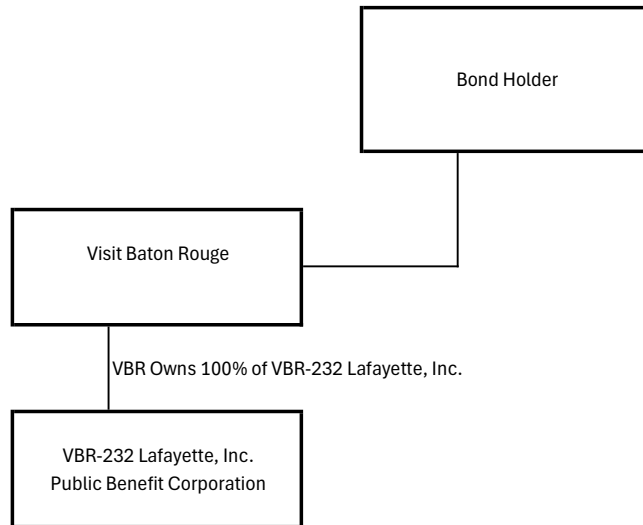 Bond Holder
Visit Baton Rouge
VBR Owns 100% of VBR-232 Lafayette, Inc.
VBR-232 Lafayette, Inc.
Public Benefit Corporation